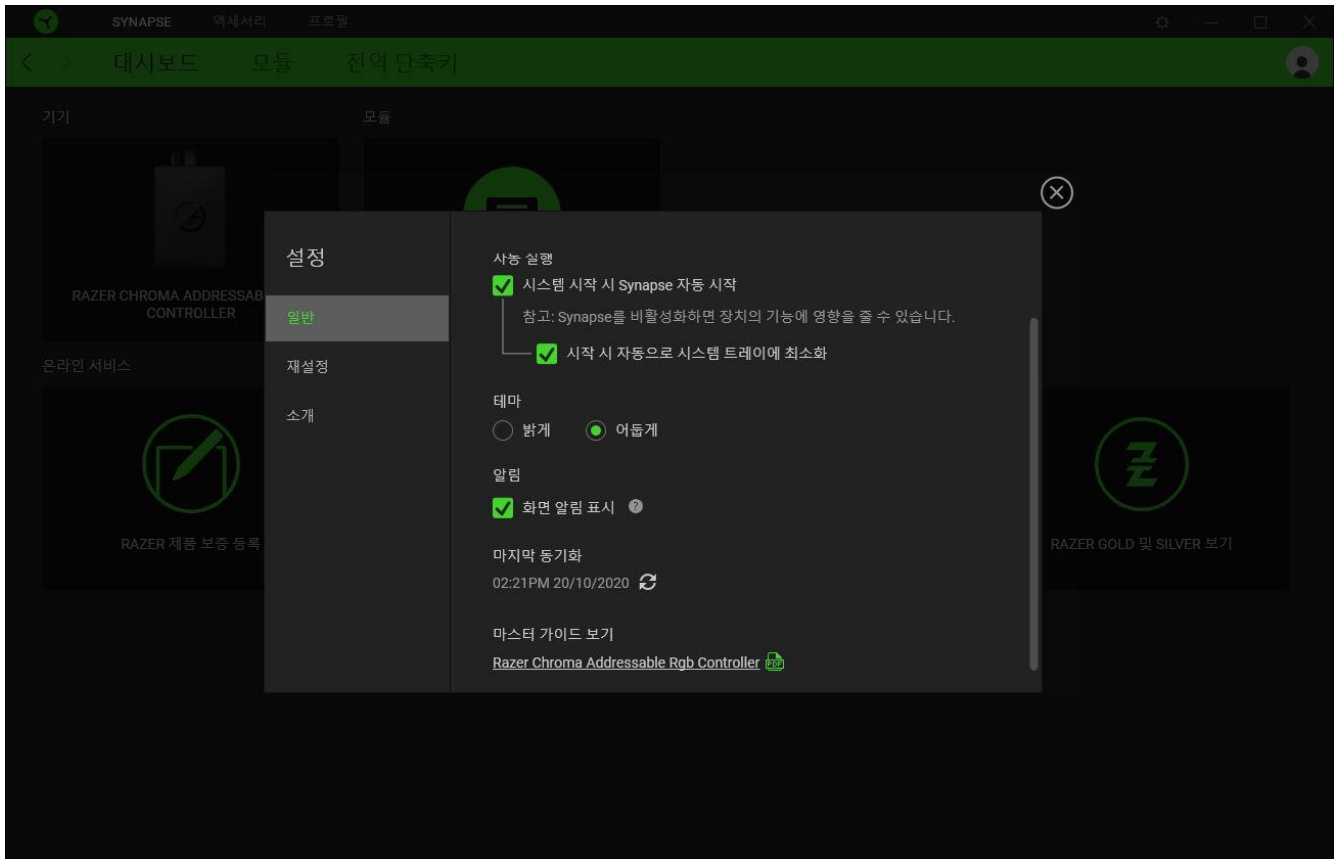 SYNAPSE 맥세서리 프로필
대시보드 모듈 전역 단축키
기기 모듈
RAZER CHROMA ADDRESSAB
CONTROLLER
온라인 서비스
RAZER 제품 보증 등록
설정
일반
재설정
소개
자동 실행
시스템 시작 시 Synapse 자동 시작
참고: Synapse를 비활성화하면 장치의 기능에 영향을 줄 수 있습니다.
시작 시 자동으로 시스템 트레이에 최소화
테마
밝게 어둡게
알림
화면 알림 표시 ?
마지막 동기화
02:21PM 20/10/2020
마스터 가이드 보기
Razer Chroma Addressable Rgb Controller PDF
RAZER GOLD 및 SILVER 보기